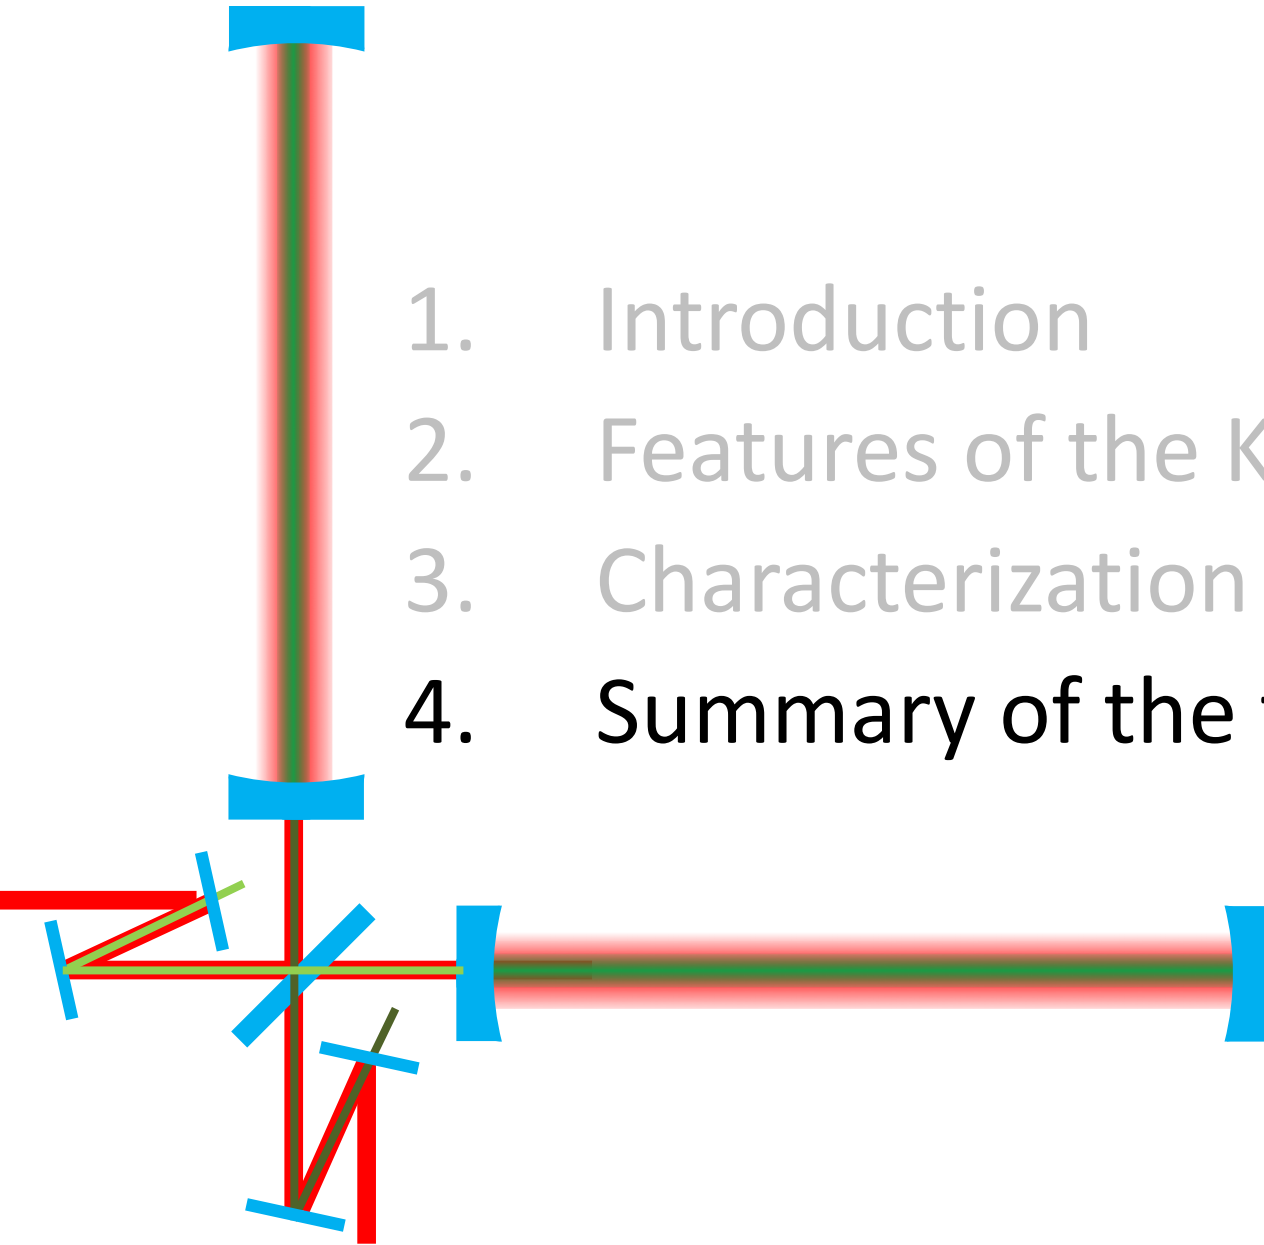 1. Introduction
2. Features of the K
3. Characterization
4. Summary of the